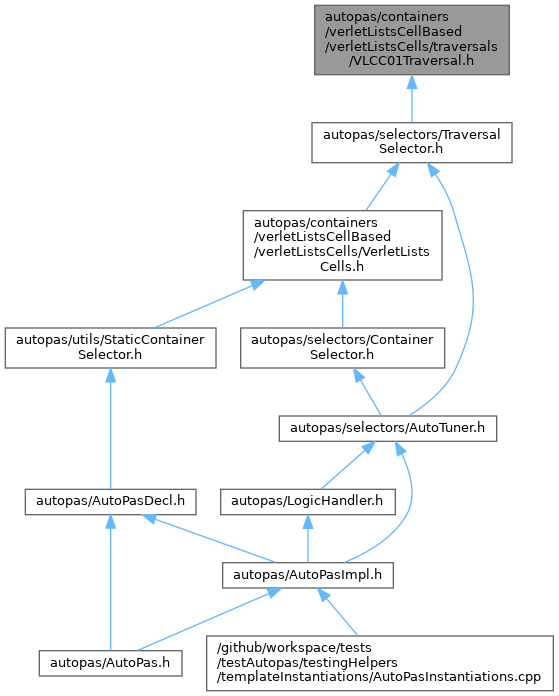 autopas/containers
/verletListsCellBased
/verletListsCells/traversals
/VLCC01Traversal.h
autopas/selectors/Traversal
Selector.h
autopas/containers
/verletListsCellBased
/verletListsCells/VerletLists
Cells.h
autopas/utils/StaticContainer
Selector.h
autopas/selectors/Container
Selector.h
autopas/selectors/AutoTuner.h
autopas/AutoPasDecl.h
autopas/LogicHandler.h
autopas/AutoPasImpl.h
autopas/AutoPas.h
/github/workspace/tests
/testAutopas/testingHelpers
/templateInstantiations/AutoPasInstantiations.cpp